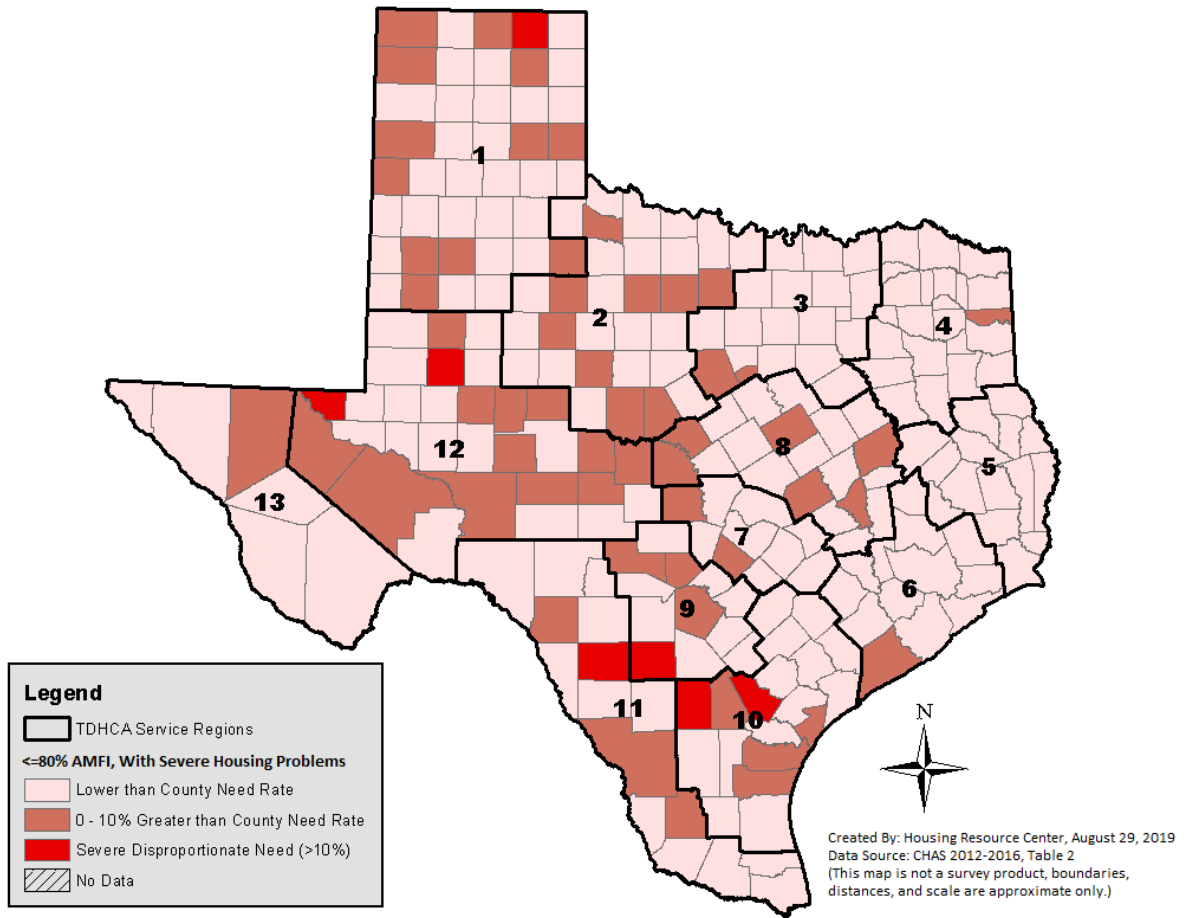 1
2
3
4
5
6
7
8
9
10
11
12
13
Legend
TDHCA Service Regions
<=80% AMFI, With Severe Housing Problems
Lower than County Need Rate
0 - 10% Greater than County Need Rate
Severe Disproportionate Need (>10%)
No Data
N
Created By: Housing Resource Center, August 29, 2019
Data Source: CHAS 2012-2016, Table 2
(This map is not a survey product, boundaries,
distances, and scale are approximate only.)